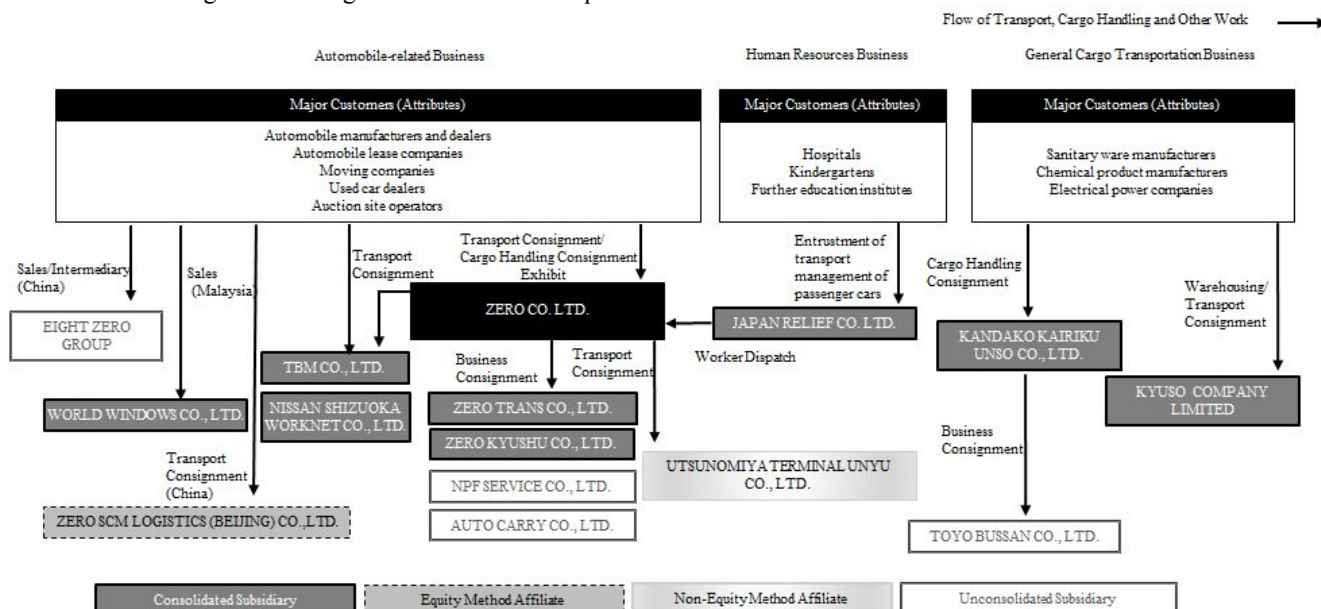 Flow of Transport, Cargo Handling and Other Work
Automobile-related Business
Human Resources Business
General Cargo Transportation Business
Major Customers (Attributes)
Automobile manufacturers and dealers
Automobile lease companies
Moving companies
Used car dealers
Auction site operators
Major Customers (Attributes)
Hospitals
Kindergartens
Further education institutes
Major Customers (Attributes)
Sanitary ware manufacturers
Chemical product manufacturers
Electrical power companies
Sales/Intermediary
(China)
Sales
(Malaysia)
Transport
Consignment
Transport Consignment/
Cargo Handling Consignment
Exhibit
Entrustment of
transport
management of
passenger cars
Cargo Handling
Consignment
Warehousing/
Transport
Consignment
EIGHT ZERO
GROUP
ZERO CO. LTD.
JAPAN RELIEF CO. LTD.
KANDAKO KAIRIKU
UNSO CO., LTD.
TBM CO., LTD.
Business
Consignment
Transport
Consignment
Worker Dispatch
KYUSO COMPANY
LIMITED
WORLD WINDOWS CO., LTD.
NISSAN SHIZUOKA
WORKNET CO., LTD.
ZERO TRANS CO., LTD.
ZERO KYUSHU CO., LTD.
Business
Consignment
Transport
Consignment
(China)
UTSUNOMIYA TERMINAL UNYU
CO., LTD.
NPF SERVICE CO., LTD.
ZERO SCM LOGISTICS (BEIJING) CO.,LTD.
AUTO CARRY CO., LTD.
TOYO BUSSAN CO., LTD.
Consolidated Subsidiary
Equity Method Affiliate
Non-Equity Method Affiliate
Unconsolidated Subsidiary